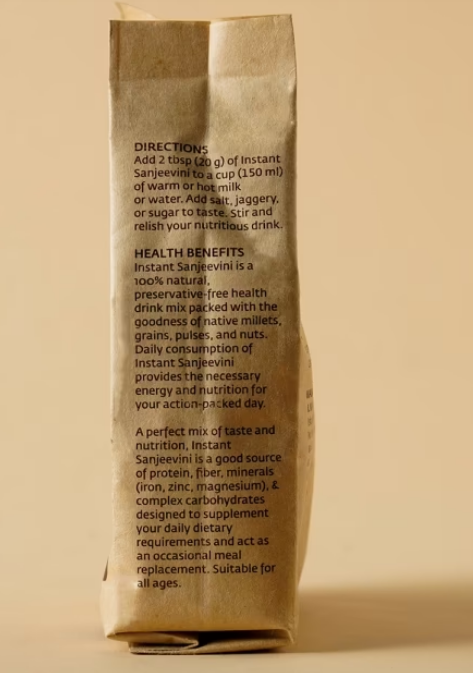 DIRECTIONS
Add 2 tbsp (20 g) of Instant
Sanjeevini to a cup (150 ml)
of warm or hot milk
or water. Add salt, jaggery,
or sugar to taste. Stir and
relish your nutritious drink.
HEALTH BENEFITS
Instant Sanjeevini is a
100% natural,
preservative-free health
drink mix packed with the
goodness of native millets,
grains, pulses, and nuts.
Daily consumption of
Instant Sanjeevini
provides the necessary
energy and nutrition for
your action-packed day.
A perfect mix of taste and
nutrition, Instant
Sanjeevini is a good source
of protein, fiber, minerals
(iron, zinc, magnesium), &
complex carbohydrates
designed to supplement
your daily dietary
requirements and act as
an occasional meal
replacement. Suitable for
all ages.